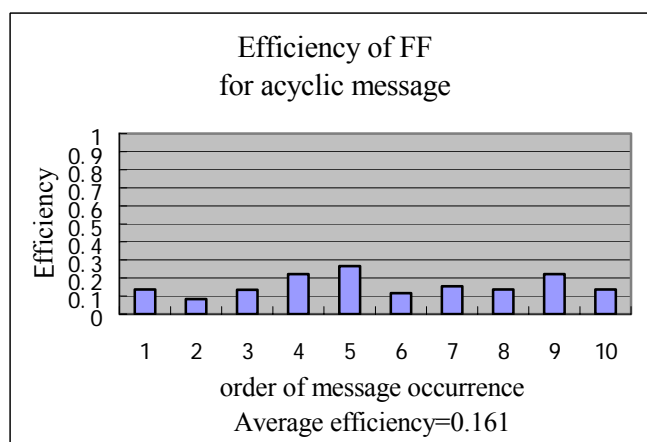 Efficiency of FF
for acyclic message
Efficiency
1
0.9
0.8
0.7
0.6
0.5
0.4
0.3
0.2
0.1
0
1 2 3 4 5 6 7 8 9 10
order of message occurrence
Average efficiency=0.161